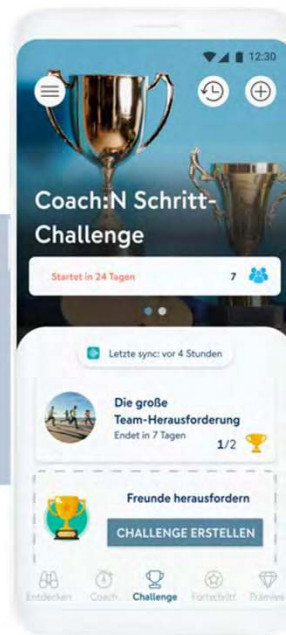 12:30
Coach:N Schritt-
Challenge
Startet in 24 Tagen 7
Letzte sync: vor 4 Stunden
Die große
Team-Herausforderung
Endet in 7 Tagen 1/2
Freunde herausfordern
CHALLENGE ERSTELLEN
Entdecken Coach Challenge Fortschritt Prämien